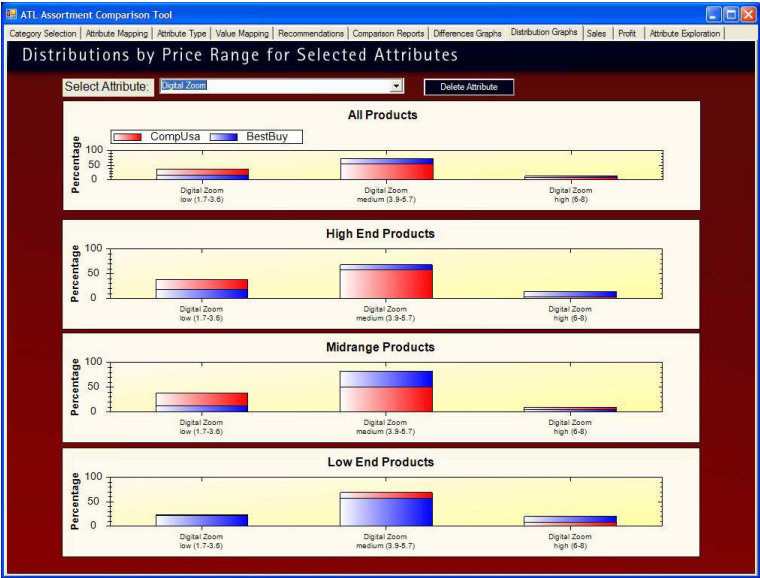 ATL Assortment Comparison Tool
Category Selection Attribute Mapping Attribute Type Value Mapping Recommendations Comparison Reports Differences Graphs Distribution Graphs Sales Profit Attribute Exploration
Distributions by Price Range for Selected Attributes
Select Attribute: Digital Zoom Delete Attribute
All Products
CompUsa BestBuy
Percentage
100
50
0
Digital Zoom Digital Zoom Digital Zoom
low (1.7-3.6) medium (3.9-5.7) high (6-8)
High End Products
Percentage
100
50
0
Digital Zoom Digital Zoom Digital Zoom
low (1.7-3.6) medium (3.9-5.7) high (6-8)
Midrange Products
Percentage
100
50
0
Digital Zoom Digital Zoom Digital Zoom
low (1.7-3.6) medium (3.9-5.7) high (6-8)
Low End Products
Percentage
100
50
0
Digital Zoom Digital Zoom Digital Zoom
low (1.7-3.6) medium (3.9-5.7) high (6-8)